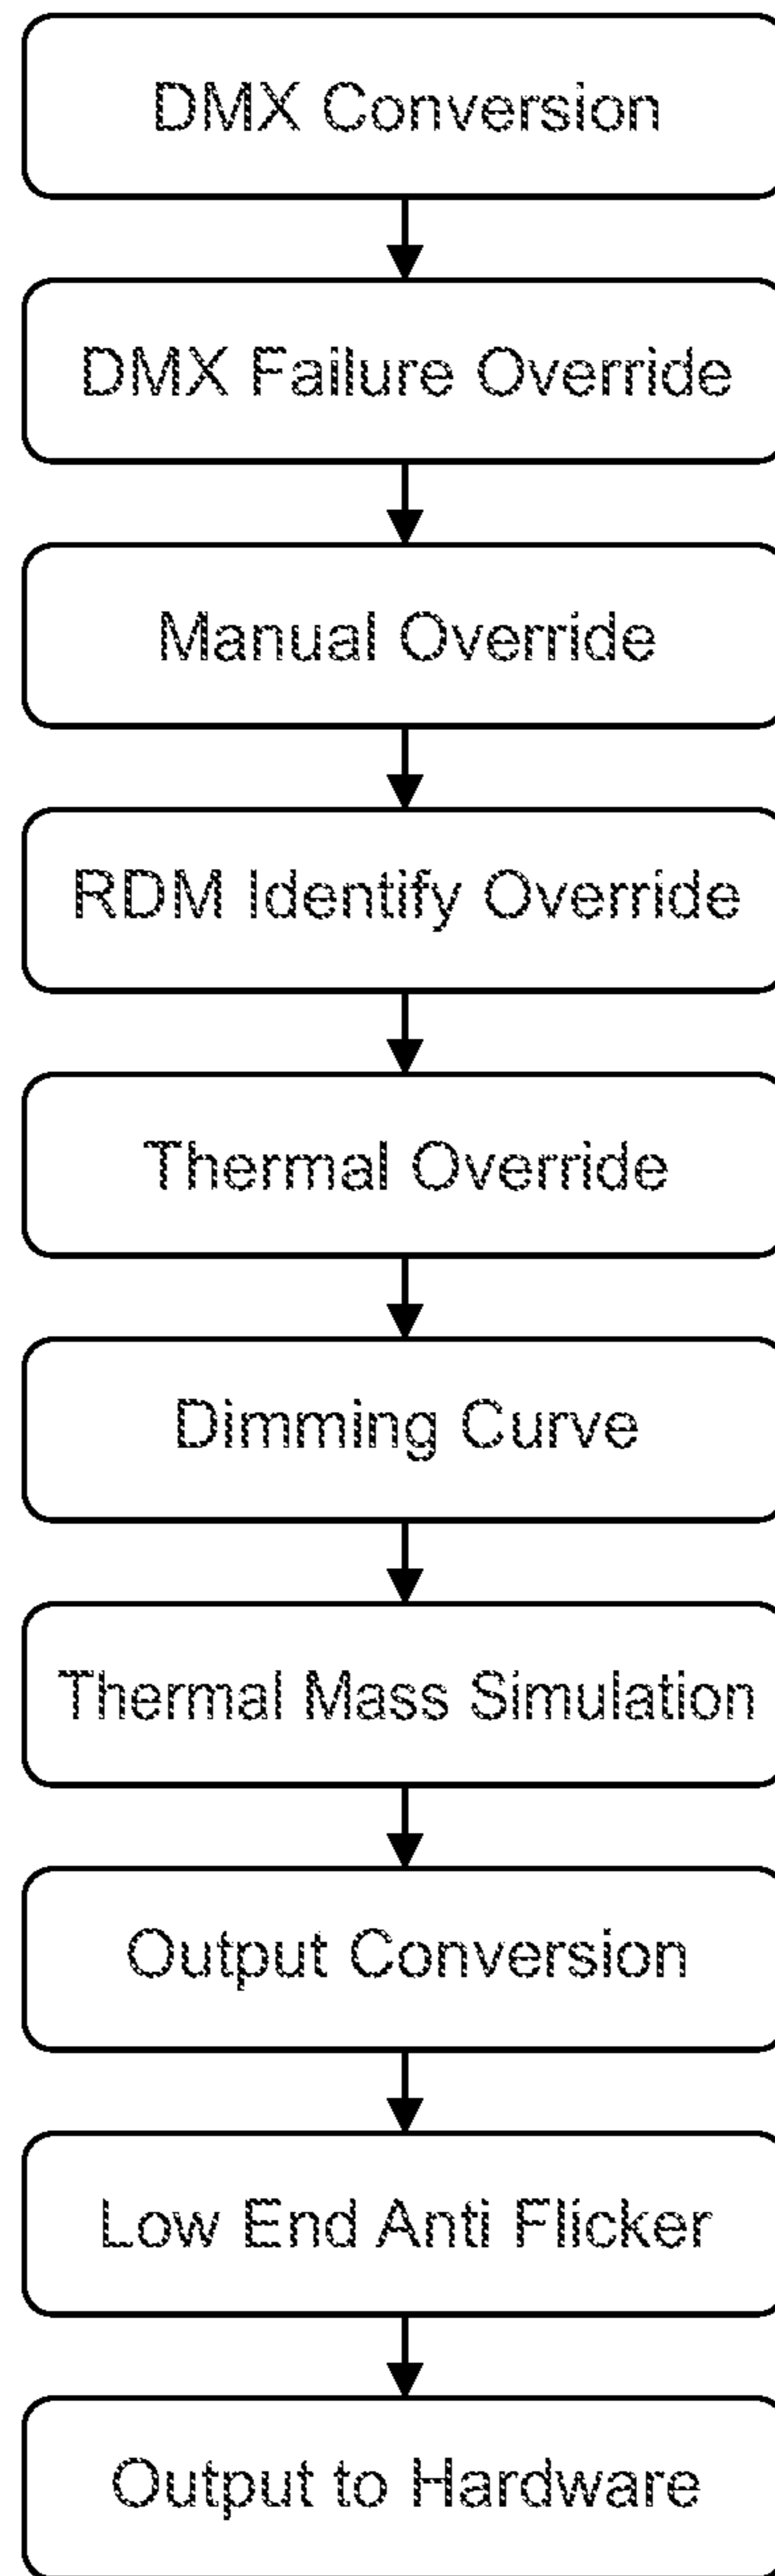 DMX Conversion
DMX Failure Override
Manual Override
RDM Identify Override
Thermal Override
Dimming Curve
Thermal Mass Simulation
Output Conversion
Low End Anti Flicker
Output to Hardware